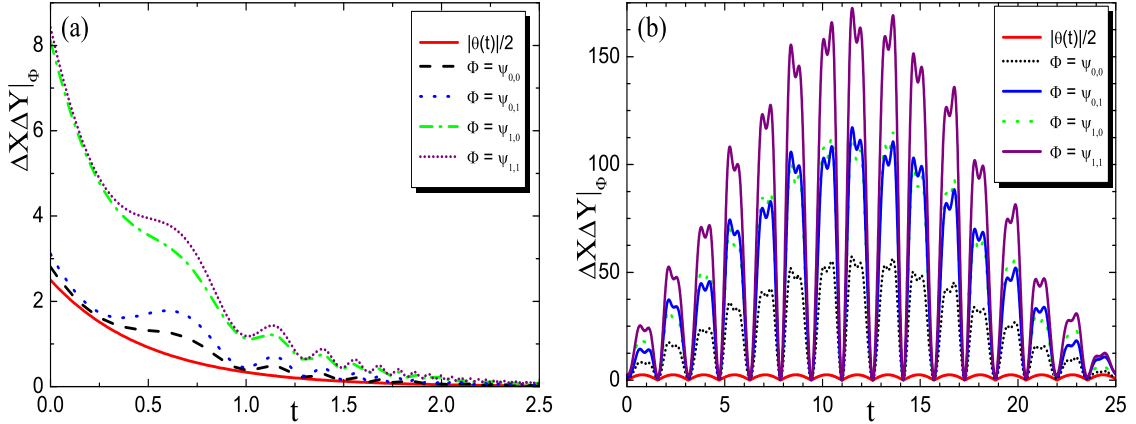 (a)
ΔXΔY|Φ
8
6
4
2
0
0.0 0.5 1.0 1.5 2.0 2.5
t
|θ(t)|/2
Φ = ψ0,0
Φ = ψ0,1
Φ = ψ1,0
Φ = ψ1,1
(b)
ΔXΔY|Φ
150
100
50
0
0 5 10 15 20 25
t
|θ(t)|/2
Φ = ψ0,0
Φ = ψ0,1
Φ = ψ1,0
Φ = ψ1,1